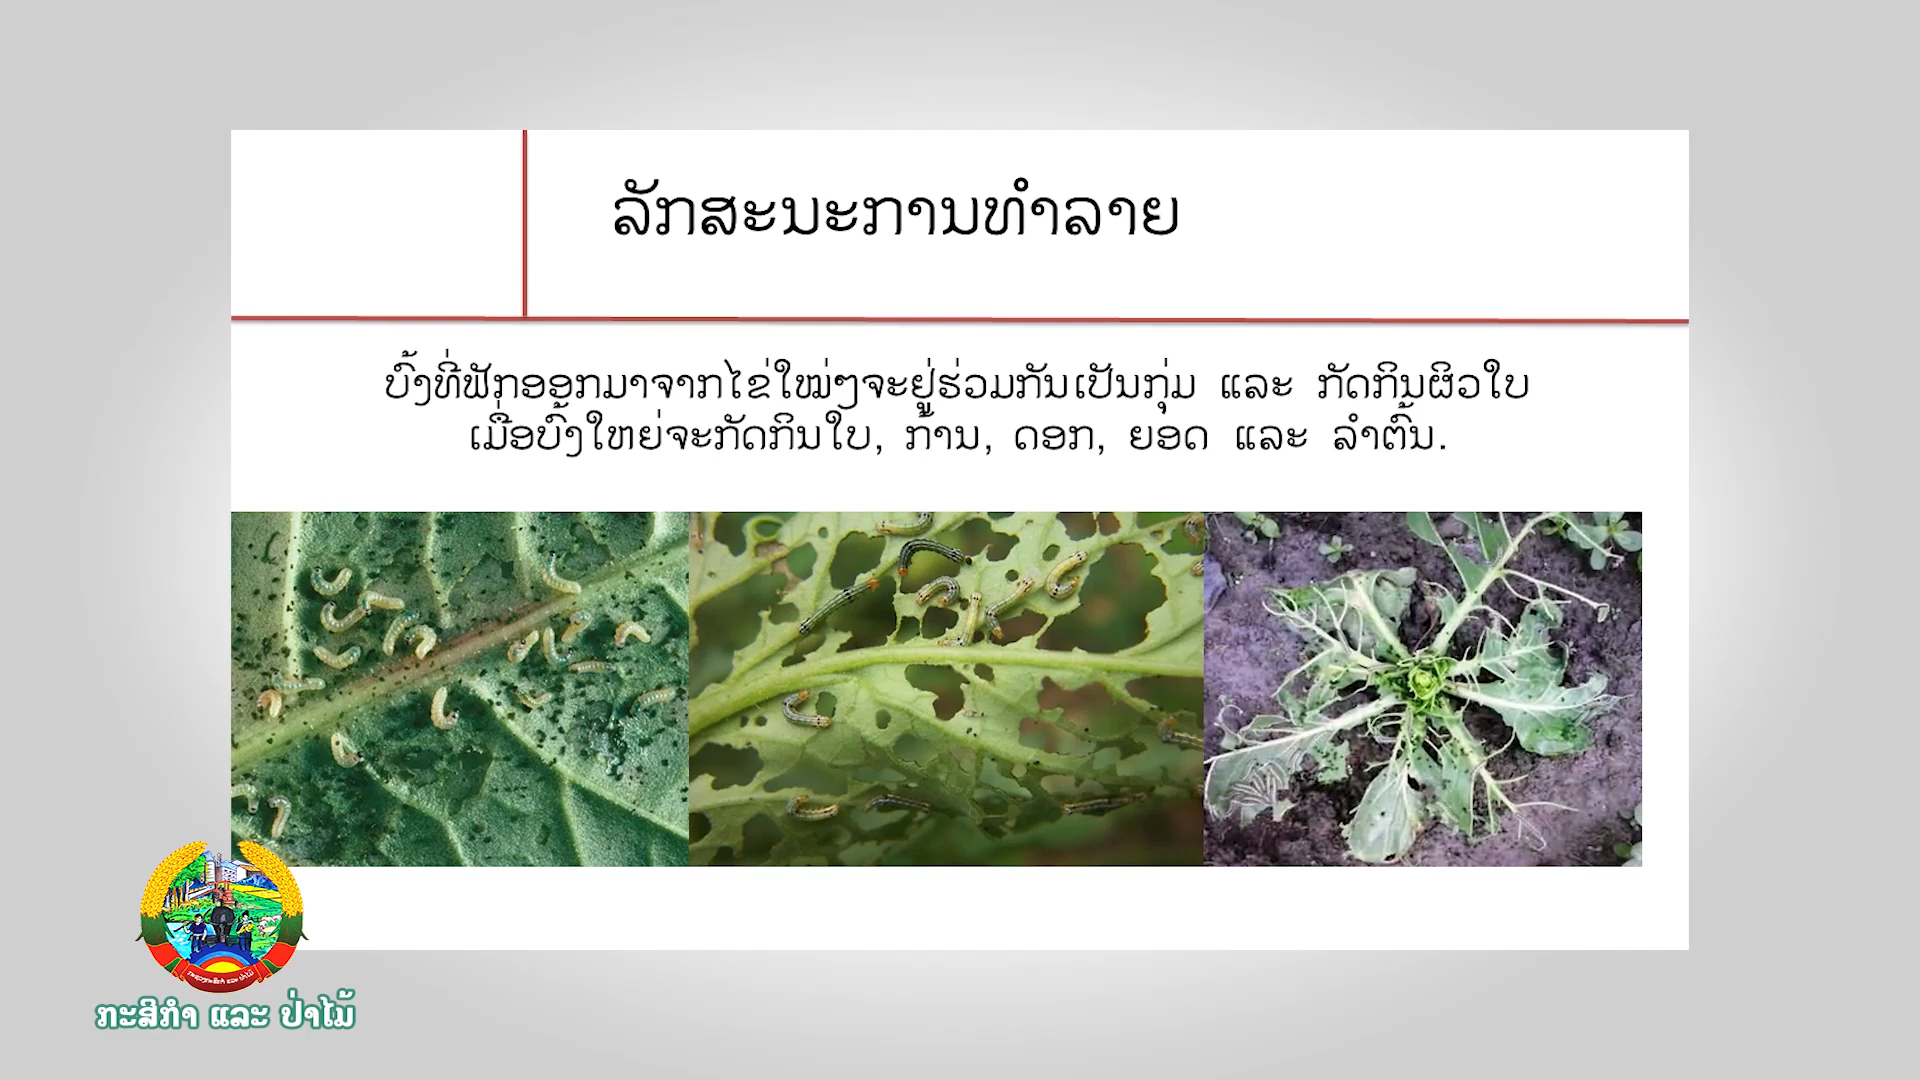 ລັກສະນະການທຳລາຍ
ບົ້ງທີ່ຟັກອອກມາຈາກໄຂ່ໃໝ່ໆຈະຢູ່ຮ່ວມກັນເປັນກຸ່ມ ແລະ ກັດກິນຜິວໃບ
ເມື່ອບົ້ງໃຫຍ່ຈະກັດກິນໃບ, ກ້ານ, ດອກ, ຍອດ ແລະ ລຳຕົ້ນ.
ກະສິກຳ ແລະ ປ່າໄມ້